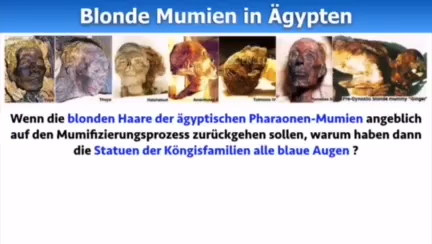 Blonde Mumien in Ägypten
Wenn die blonden Haare der ägyptischen Pharaonen-Mumien angeblich
auf den Mumifizierungsprozess zurückgehen sollen, warum haben dann
die Statuen der Köngisfamilien alle blaue Augen ?